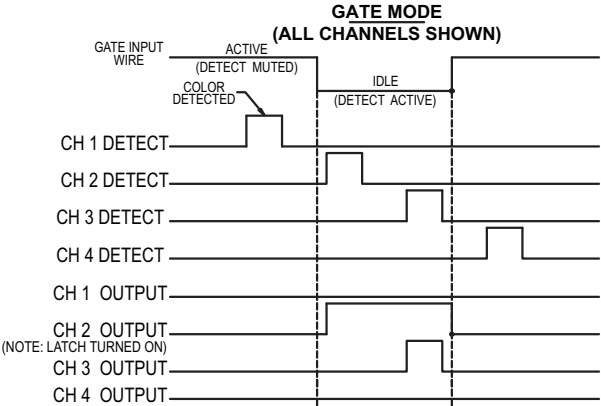 GATE MODE
(ALL CHANNELS SHOWN)
GATE INPUT
WIRE
ACTIVE
(DETECT MUTED)
IDLE
(DETECT ACTIVE)
COLOR
DETECTED
CH 1 DETECT
CH 2 DETECT
CH 3 DETECT
CH 4 DETECT
CH 1 OUTPUT
CH 2 OUTPUT
(NOTE: LATCH TURNED ON)
CH 3 OUTPUT
CH 4 OUTPUT